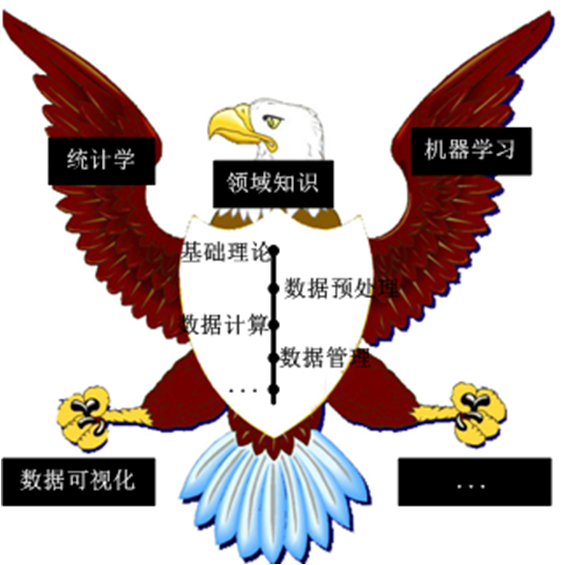 统计学
机器学习
领域知识
基础理论
数据预处理
数据计算
数据管理
...
数据可视化
...